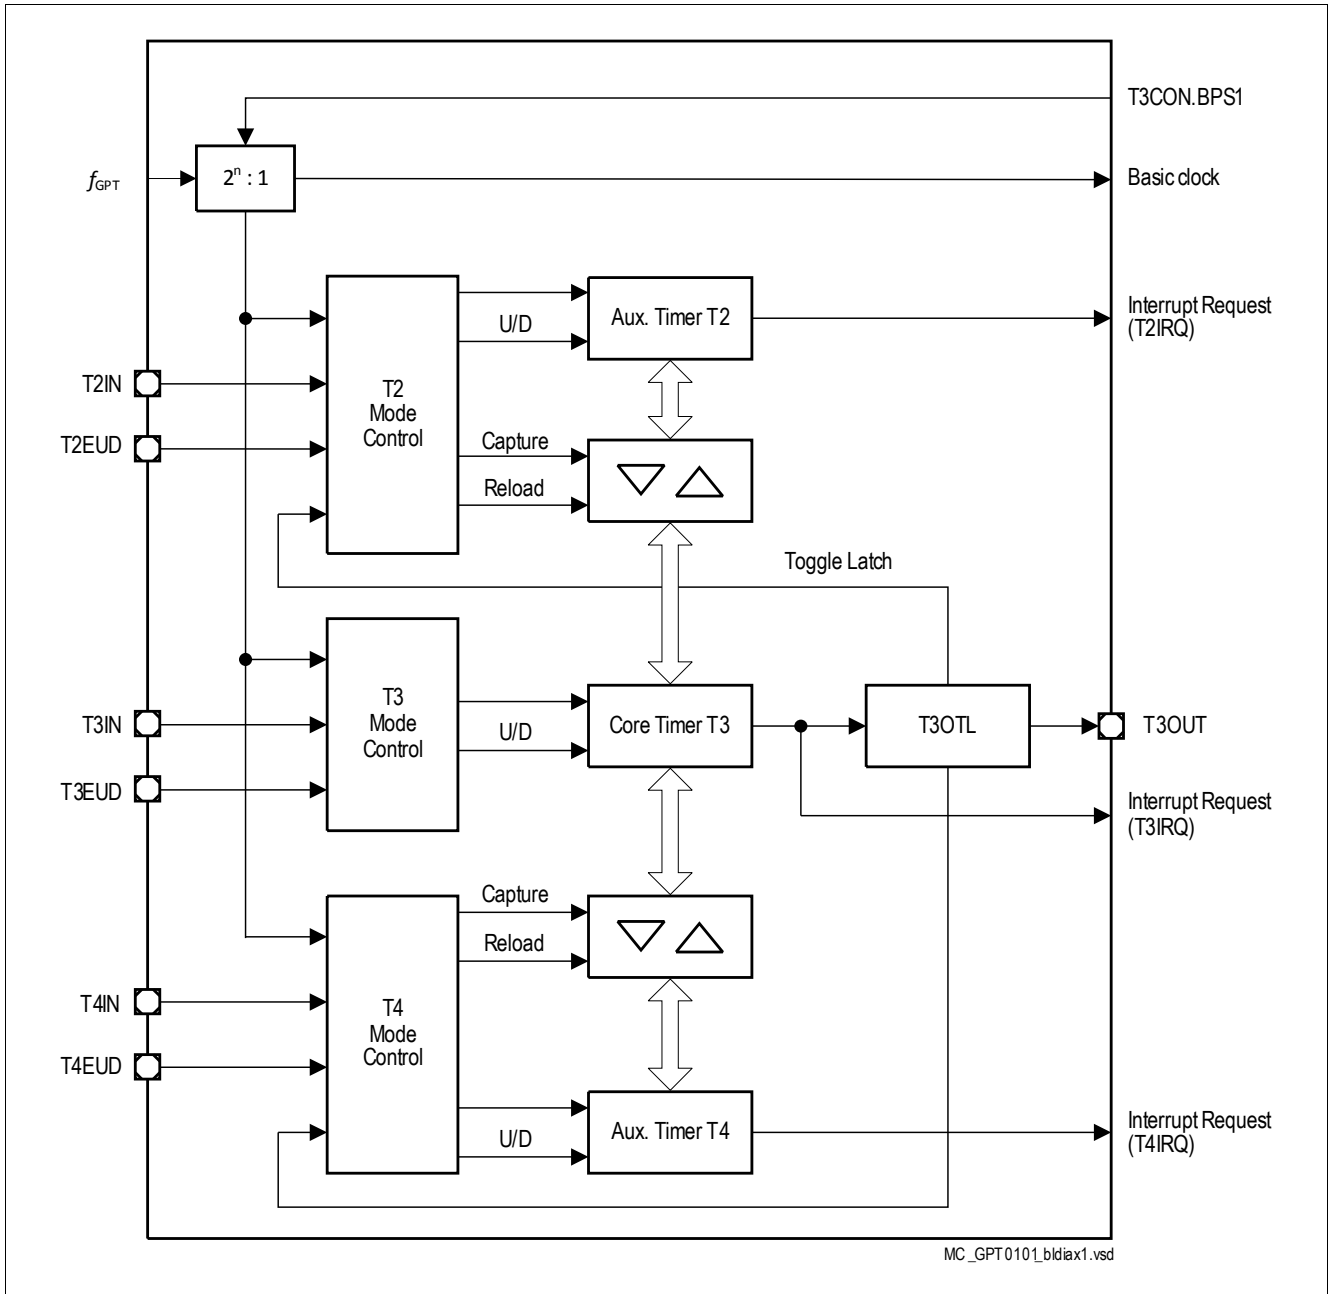 T3CON.BPS1
fGPT
2ⁿ : 1
Basic clock
Aux. Timer T2
U/D
Interrupt Request
(T2IRQ)
T2IN
T2
Mode
Control
T2EUD
Capture
Reload
Toggle Latch
T3
Mode
Control
T3IN
U/D
Core Timer T3
T3OTL
T3OUT
T3EUD
Interrupt Request
(T3IRQ)
Capture
Reload
T4IN
T4
Mode
Control
T4EUD
U/D
Aux. Timer T4
Interrupt Request
(T4IRQ)
MC_GPT0101_bldiax1.vsd